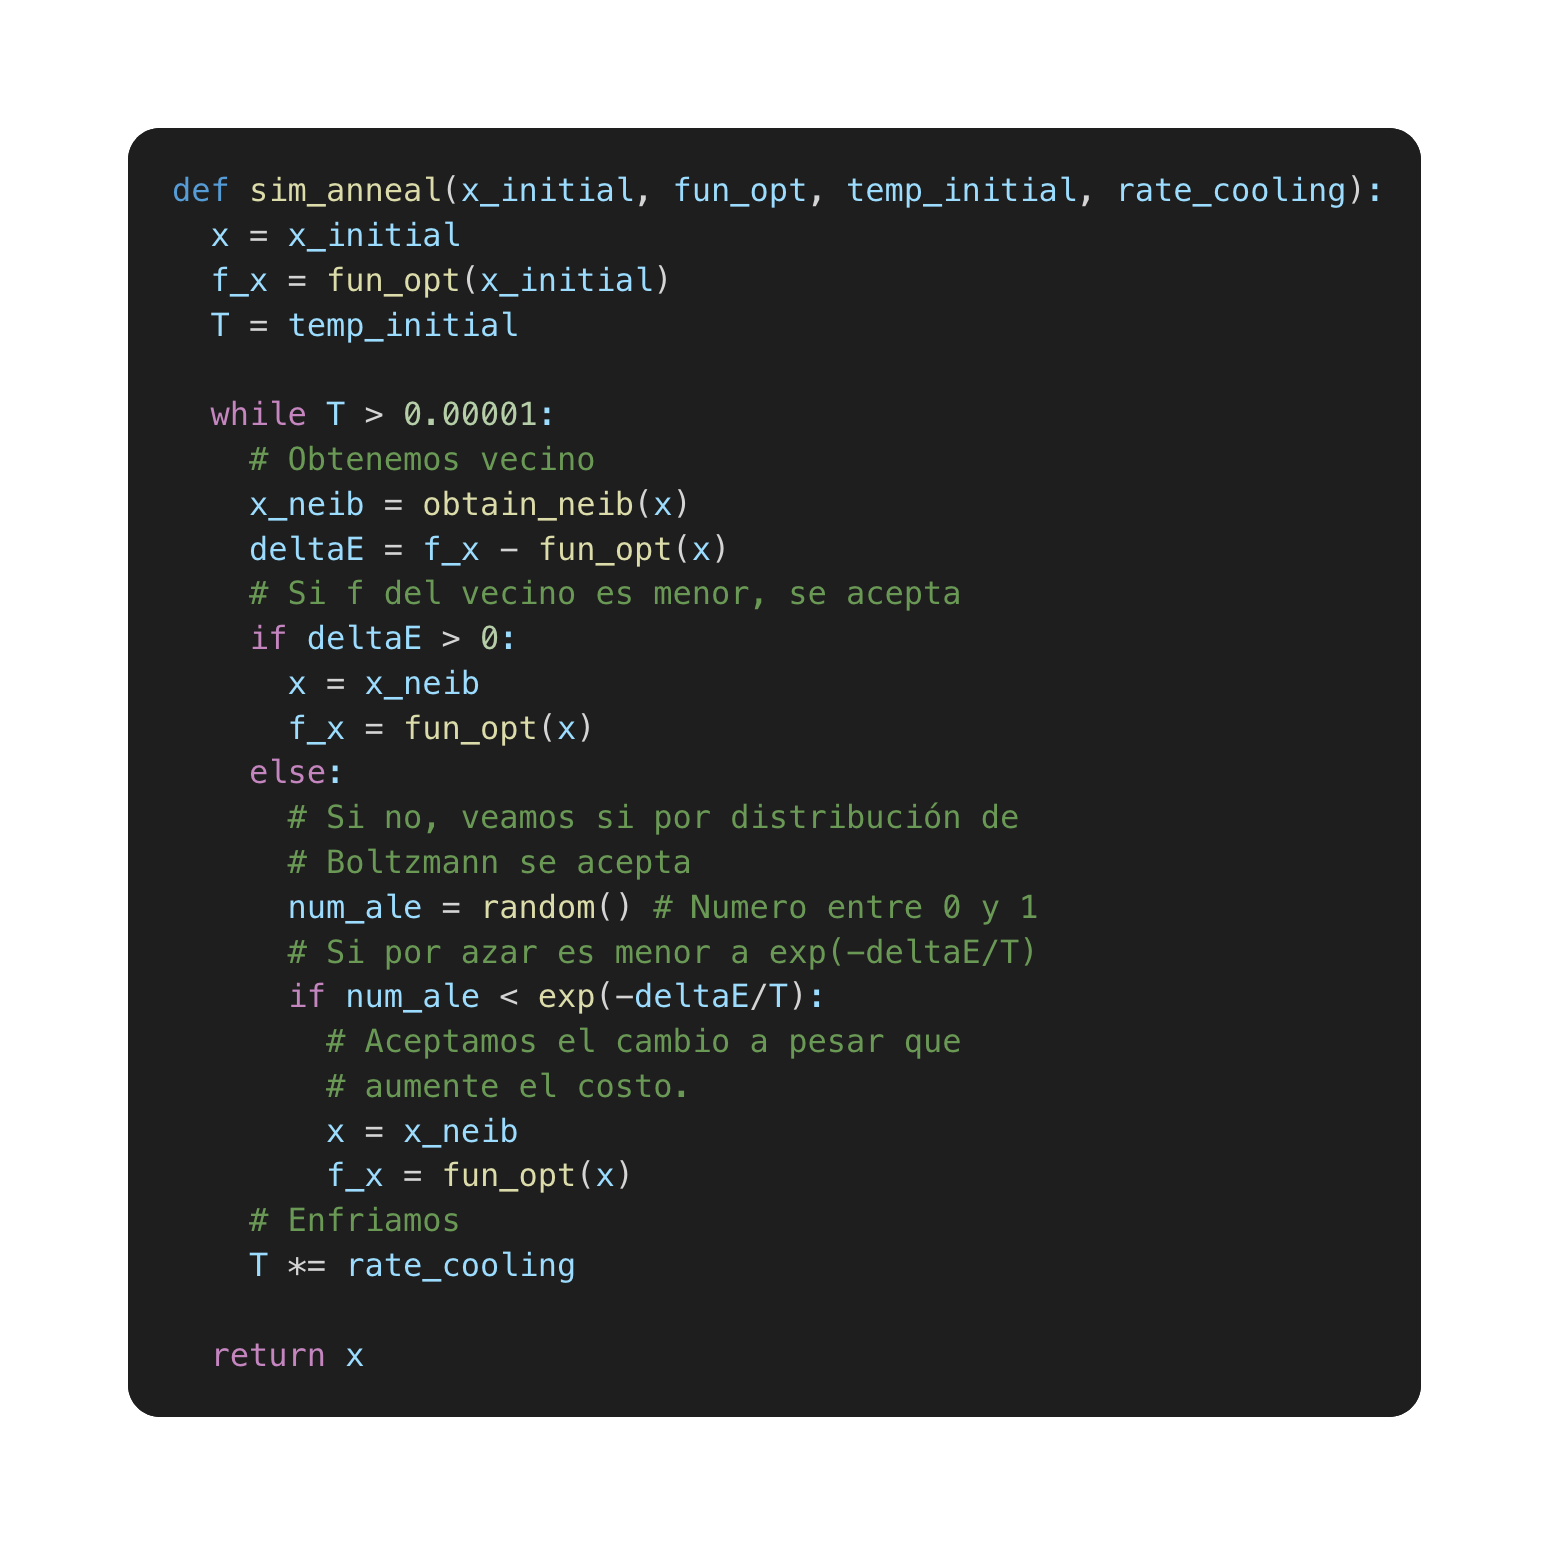 def sim_anneal(x_initial, fun_opt, temp_initial, rate_cooling):
  x = x_initial
  f_x = fun_opt(x_initial)
  T = temp_initial

  while T > 0.00001:
    # Obtenemos vecino
    x_neib = obtain_neib(x)
    deltaE = f_x - fun_opt(x)
    # Si f del vecino es menor, se acepta
    if deltaE > 0:
      x = x_neib
      f_x = fun_opt(x)
    else:
      # Si no, veamos si por distribución de
      # Boltzmann se acepta
      num_ale = random() # Numero entre 0 y 1
      # Si por azar es menor a exp(-deltaE/T)
      if num_ale < exp(-deltaE/T):
        # Aceptamos el cambio a pesar que
        # aumente el costo.
        x = x_neib
        f_x = fun_opt(x)
    # Enfriamos
    T *= rate_cooling

  return x